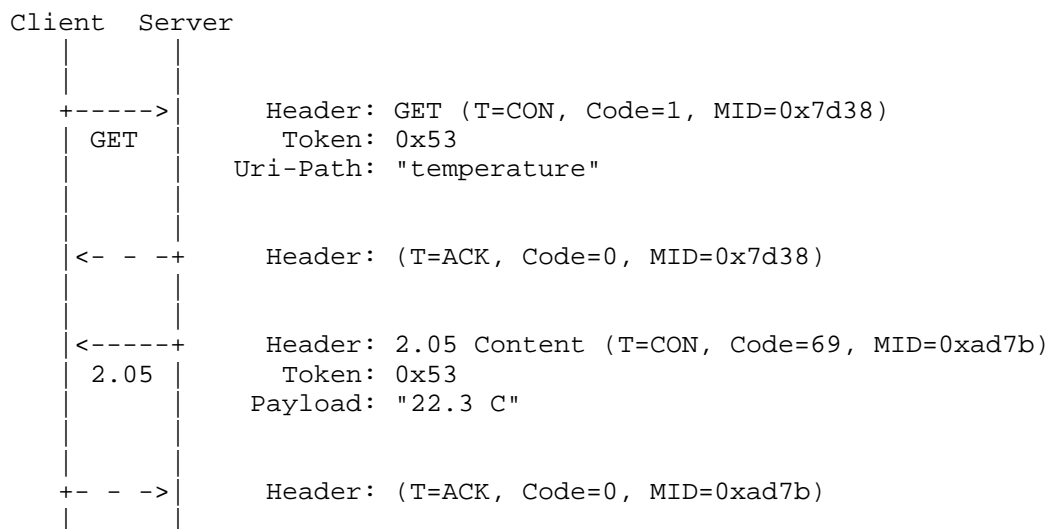 Client  Server
   |      |
   |      |
   +----->|     Header: GET (T=CON, Code=1, MID=0x7d38)
   | GET  |      Token: 0x53
   |      |   Uri-Path: "temperature"
   |      |
   |      |
   |<- - -+     Header: (T=ACK, Code=0, MID=0x7d38)
   |      |
   |      |
   |<-----+     Header: 2.05 Content (T=CON, Code=69, MID=0xad7b)
   | 2.05 |      Token: 0x53
   |      |    Payload: "22.3 C"
   |      |
   |      |
   +- - ->|     Header: (T=ACK, Code=0, MID=0xad7b)
   |      |